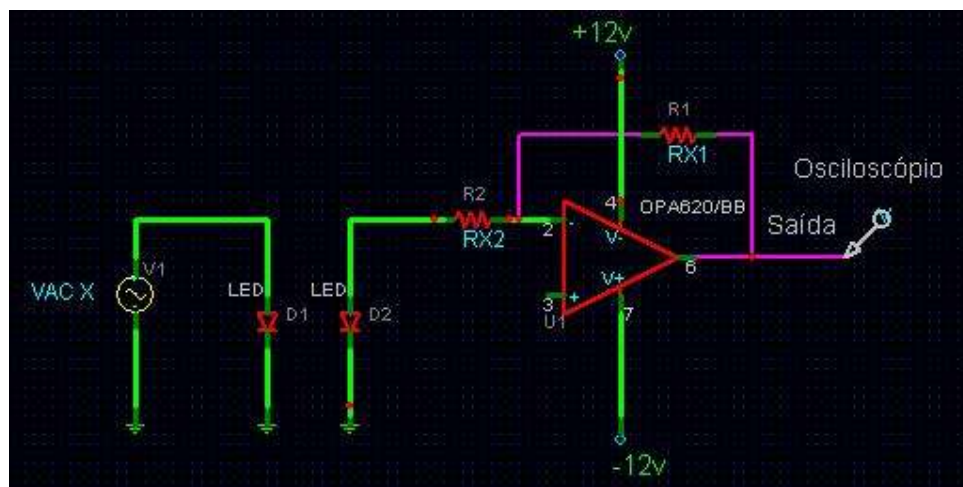 +12v
R1
RX1
Osciloscópio
R2
RX2
4
OPA620/BB
Saída
2
-
V-
6
V1
VAC X
LED
LED
D1
D2
3
+
V+
U1
7
-12v